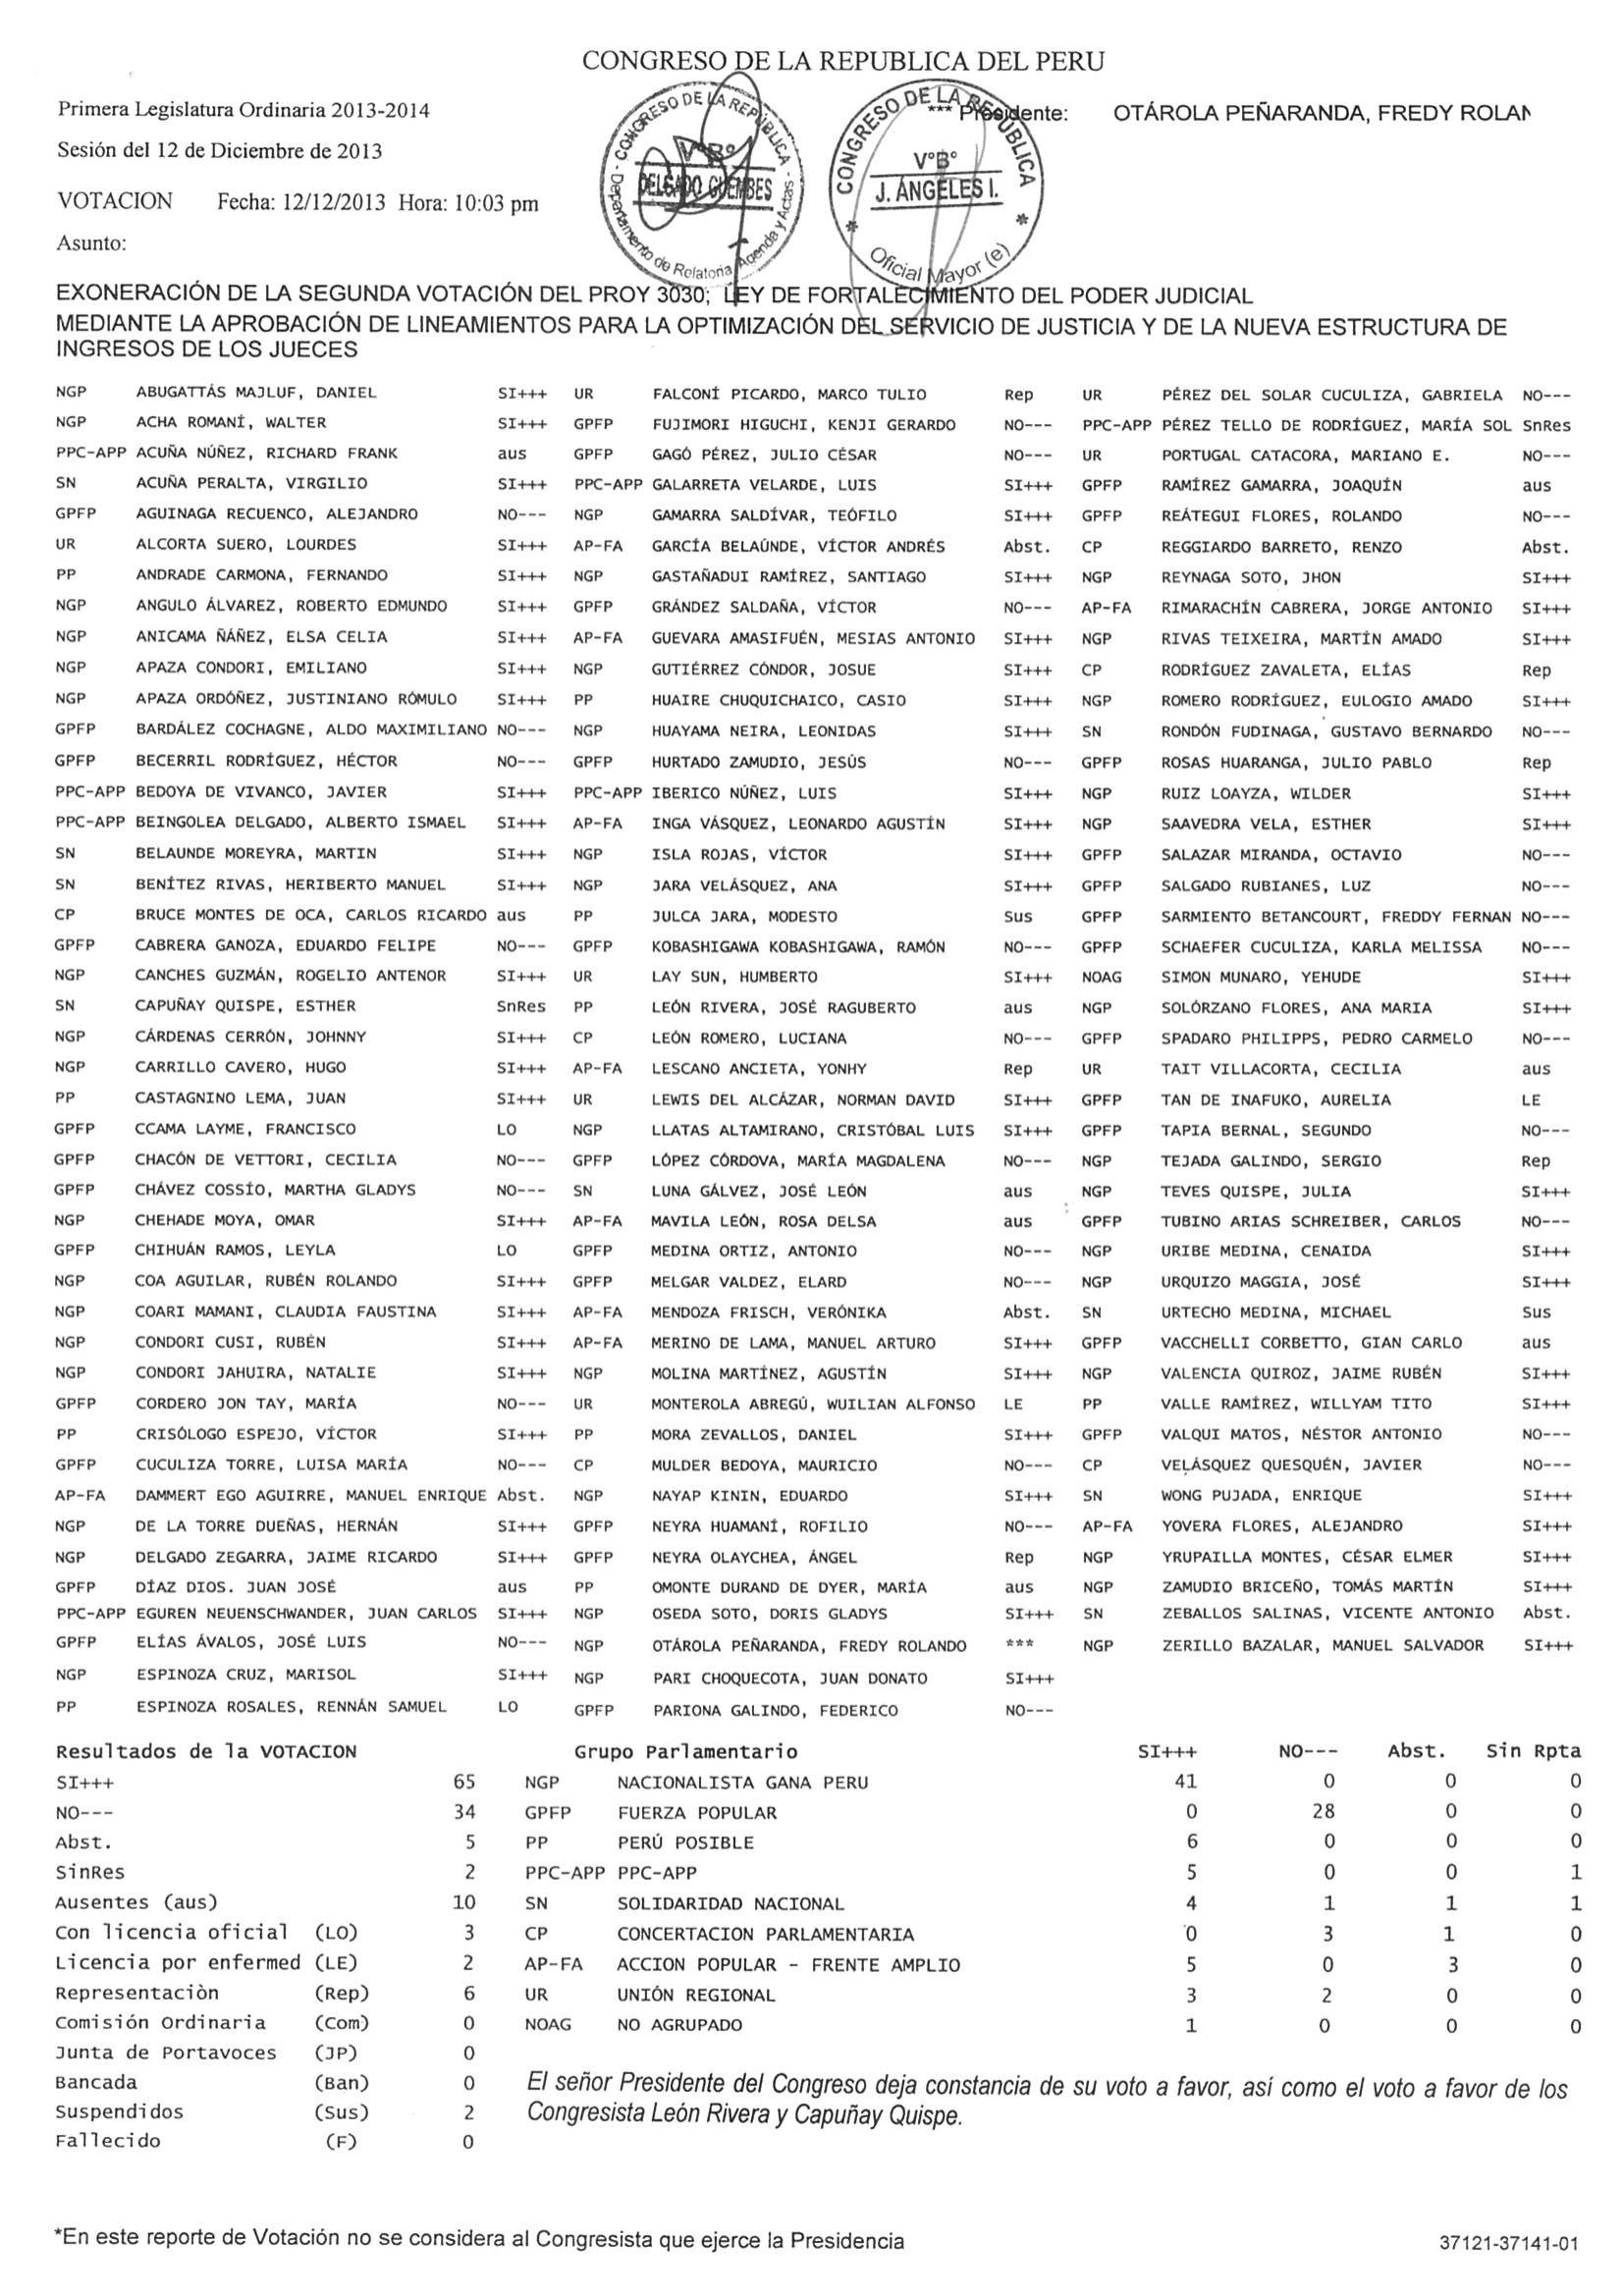 CONGRESO DE LA REPUBLICA DEL PERU
Primera Legislatura Ordinaria 2013-2014
*** Presidente: OTÁROLA PEÑARANDA, FREDY ROLAN
Sesión del 12 de Diciembre de 2013
VOTACION Fecha: 12/12/2013 Hora: 10:03 pm
Asunto:
CONGRESO DE LA REPÚBLICA - Departamento de Relatoría Agenda y Actas -
V°B°
DELGADO GUEMBES
CONGRESO DE LA REPÚBLICA * Oficial Mayor (e) *
V°B°
J. ÁNGELES I.
EXONERACIÓN DE LA SEGUNDA VOTACIÓN DEL PROY 3030; LEY DE FORTALECIMIENTO DEL PODER JUDICIAL
MEDIANTE LA APROBACIÓN DE LINEAMIENTOS PARA LA OPTIMIZACIÓN DEL SERVICIO DE JUSTICIA Y DE LA NUEVA ESTRUCTURA DE
INGRESOS DE LOS JUECES
NGP ABUGATTÁS MAJLUF, DANIEL SI+++ UR FALCONÍ PICARDO, MARCO TULIO Rep UR PÉREZ DEL SOLAR CUCULIZA, GABRIELA NO---
NGP ACHA ROMANÍ, WALTER SI+++ GPFP FUJIMORI HIGUCHI, KENJI GERARDO NO--- PPC-APP PÉREZ TELLO DE RODRÍGUEZ, MARÍA SOL SnRes
PPC-APP ACUÑA NÚÑEZ, RICHARD FRANK aus GPFP GAGÓ PÉREZ, JULIO CÉSAR NO--- UR PORTUGAL CATACORA, MARIANO E. NO---
SN ACUÑA PERALTA, VIRGILIO SI+++ PPC-APP GALARRETA VELARDE, LUIS SI+++ GPFP RAMÍREZ GAMARRA, JOAQUÍN aus
GPFP AGUINAGA RECUENCO, ALEJANDRO NO--- NGP GAMARRA SALDÍVAR, TEÓFILO SI+++ GPFP REÁTEGUI FLORES, ROLANDO NO---
UR ALCORTA SUERO, LOURDES SI+++ AP-FA GARCÍA BELAÚNDE, VÍCTOR ANDRÉS Abst. CP REGGIARDO BARRETO, RENZO Abst.
PP ANDRADE CARMONA, FERNANDO SI+++ NGP GASTAÑADUI RAMÍREZ, SANTIAGO SI+++ NGP REYNAGA SOTO, JHON SI+++
NGP ANGULO ÁLVAREZ, ROBERTO EDMUNDO SI+++ GPFP GRÁNDEZ SALDAÑA, VÍCTOR NO--- AP-FA RIMARACHÍN CABRERA, JORGE ANTONIO SI+++
NGP ANICAMA ÑÁÑEZ, ELSA CELIA SI+++ AP-FA GUEVARA AMASIFUÉN, MESIAS ANTONIO SI+++ NGP RIVAS TEIXEIRA, MARTÍN AMADO SI+++
NGP APAZA CONDORI, EMILIANO SI+++ NGP GUTIÉRREZ CÓNDOR, JOSUE SI+++ CP RODRÍGUEZ ZAVALETA, ELÍAS Rep
NGP APAZA ORDÓÑEZ, JUSTINIANO RÓMULO SI+++ PP HUAIRE CHUQUICHAICO, CASIO SI+++ NGP ROMERO RODRÍGUEZ, EULOGIO AMADO SI+++
GPFP BARDÁLEZ COCHAGNE, ALDO MAXIMILIANO NO--- NGP HUAYAMA NEIRA, LEONIDAS SI+++ SN RONDÓN FUDINAGA, GUSTAVO BERNARDO NO---
GPFP BECERRIL RODRÍGUEZ, HÉCTOR NO--- GPFP HURTADO ZAMUDIO, JESÚS NO--- GPFP ROSAS HUARANGA, JULIO PABLO Rep
PPC-APP BEDOYA DE VIVANCO, JAVIER SI+++ PPC-APP IBERICO NÚÑEZ, LUIS SI+++ NGP RUIZ LOAYZA, WILDER SI+++
PPC-APP BEINGOLEA DELGADO, ALBERTO ISMAEL SI+++ AP-FA INGA VÁSQUEZ, LEONARDO AGUSTÍN SI+++ NGP SAAVEDRA VELA, ESTHER SI+++
SN BELAUNDE MOREYRA, MARTIN SI+++ NGP ISLA ROJAS, VÍCTOR SI+++ GPFP SALAZAR MIRANDA, OCTAVIO NO---
SN BENÍTEZ RIVAS, HERIBERTO MANUEL SI+++ NGP JARA VELÁSQUEZ, ANA SI+++ GPFP SALGADO RUBIANES, LUZ NO---
CP BRUCE MONTES DE OCA, CARLOS RICARDO aus PP JULCA JARA, MODESTO Sus GPFP SARMIENTO BETANCOURT, FREDDY FERNAN NO---
GPFP CABRERA GANOZA, EDUARDO FELIPE NO--- GPFP KOBASHIGAWA KOBASHIGAWA, RAMÓN NO--- GPFP SCHAEFER CUCULIZA, KARLA MELISSA NO---
NGP CANCHES GUZMÁN, ROGELIO ANTENOR SI+++ UR LAY SUN, HUMBERTO SI+++ NOAG SIMON MUNARO, YEHUDE SI+++
SN CAPUÑAY QUISPE, ESTHER SnRes PP LEÓN RIVERA, JOSÉ RAGUBERTO aus NGP SOLÓRZANO FLORES, ANA MARIA SI+++
NGP CÁRDENAS CERRÓN, JOHNNY SI+++ CP LEÓN ROMERO, LUCIANA NO--- GPFP SPADARO PHILIPPS, PEDRO CARMELO NO---
NGP CARRILLO CAVERO, HUGO SI+++ AP-FA LESCANO ANCIETA, YONHY Rep UR TAIT VILLACORTA, CECILIA aus
PP CASTAGNINO LEMA, JUAN SI+++ UR LEWIS DEL ALCÁZAR, NORMAN DAVID SI+++ GPFP TAN DE INAFUKO, AURELIA LE
GPFP CCAMA LAYME, FRANCISCO LO NGP LLATAS ALTAMIRANO, CRISTÓBAL LUIS SI+++ GPFP TAPIA BERNAL, SEGUNDO NO---
GPFP CHACÓN DE VETTORI, CECILIA NO--- GPFP LÓPEZ CÓRDOVA, MARÍA MAGDALENA NO--- NGP TEJADA GALINDO, SERGIO Rep
GPFP CHÁVEZ COSSÍO, MARTHA GLADYS NO--- SN LUNA GÁLVEZ, JOSÉ LEÓN aus NGP TEVES QUISPE, JULIA SI+++
NGP CHEHADE MOYA, OMAR SI+++ AP-FA MAVILA LEÓN, ROSA DELSA aus GPFP TUBINO ARIAS SCHREIBER, CARLOS NO---
GPFP CHIHUÁN RAMOS, LEYLA LO GPFP MEDINA ORTIZ, ANTONIO NO--- NGP URIBE MEDINA, CENAIDA SI+++
NGP COA AGUILAR, RUBÉN ROLANDO SI+++ GPFP MELGAR VALDEZ, ELARD NO--- NGP URQUIZO MAGGIA, JOSÉ SI+++
NGP COARI MAMANI, CLAUDIA FAUSTINA SI+++ AP-FA MENDOZA FRISCH, VERÓNIKA Abst. SN URTECHO MEDINA, MICHAEL Sus
NGP CONDORI CUSI, RUBÉN SI+++ AP-FA MERINO DE LAMA, MANUEL ARTURO SI+++ GPFP VACCHELLI CORBETTO, GIAN CARLO aus
NGP CONDORI JAHUIRA, NATALIE SI+++ NGP MOLINA MARTÍNEZ, AGUSTÍN SI+++ NGP VALENCIA QUIROZ, JAIME RUBÉN SI+++
GPFP CORDERO JON TAY, MARÍA NO--- UR MONTEROLA ABREGÚ, WUILIAN ALFONSO LE PP VALLE RAMÍREZ, WILLYAM TITO SI+++
PP CRISÓLOGO ESPEJO, VÍCTOR SI+++ PP MORA ZEVALLOS, DANIEL SI+++ GPFP VALQUI MATOS, NÉSTOR ANTONIO NO---
GPFP CUCULIZA TORRE, LUISA MARÍA NO--- CP MULDER BEDOYA, MAURICIO NO--- CP VELÁSQUEZ QUESQUÉN, JAVIER NO---
AP-FA DAMMERT EGO AGUIRRE, MANUEL ENRIQUE Abst. NGP NAYAP KININ, EDUARDO SI+++ SN WONG PUJADA, ENRIQUE SI+++
NGP DE LA TORRE DUEÑAS, HERNÁN SI+++ GPFP NEYRA HUAMANÍ, ROFILIO NO--- AP-FA YOVERA FLORES, ALEJANDRO SI+++
NGP DELGADO ZEGARRA, JAIME RICARDO SI+++ GPFP NEYRA OLAYCHEA, ÁNGEL Rep NGP YRUPAILLA MONTES, CÉSAR ELMER SI+++
GPFP DÍAZ DIOS. JUAN JOSÉ aus PP OMONTE DURAND DE DYER, MARÍA aus NGP ZAMUDIO BRICEÑO, TOMÁS MARTÍN SI+++
PPC-APP EGUREN NEUENSCHWANDER, JUAN CARLOS SI+++ NGP OSEDA SOTO, DORIS GLADYS SI+++ SN ZEBALLOS SALINAS, VICENTE ANTONIO Abst.
GPFP ELÍAS ÁVALOS, JOSÉ LUIS NO--- NGP OTÁROLA PEÑARANDA, FREDY ROLANDO *** NGP ZERILLO BAZALAR, MANUEL SALVADOR SI+++
NGP ESPINOZA CRUZ, MARISOL SI+++ NGP PARI CHOQUECOTA, JUAN DONATO SI+++
PP ESPINOZA ROSALES, RENNÁN SAMUEL LO GPFP PARIONA GALINDO, FEDERICO NO---
Resultados de la VOTACION Grupo Parlamentario SI+++ NO--- Abst. Sin Rpta
SI+++ 65 NGP NACIONALISTA GANA PERU 41 0 0 0
NO--- 34 GPFP FUERZA POPULAR 0 28 0 0
Abst. 5 PP PERÚ POSIBLE 6 0 0 0
SinRes 2 PPC-APP PPC-APP 5 0 0 1
Ausentes (aus) 10 SN SOLIDARIDAD NACIONAL 4 1 1 1
Con licencia oficial (LO) 3 CP CONCERTACION PARLAMENTARIA 0 3 1 0
Licencia por enfermed (LE) 2 AP-FA ACCION POPULAR - FRENTE AMPLIO 5 0 3 0
Representaciòn (Rep) 6 UR UNIÓN REGIONAL 3 2 0 0
Comisión Ordinaria (Com) 0 NOAG NO AGRUPADO 1 0 0 0
Junta de Portavoces (JP) 0
Bancada (Ban) 0
Suspendidos (Sus) 2
Fallecido (F) 0
El señor Presidente del Congreso deja constancia de su voto a favor, así como el voto a favor de los
Congresista León Rivera y Capuñay Quispe.
*En este reporte de Votación no se considera al Congresista que ejerce la Presidencia
37121-37141-01